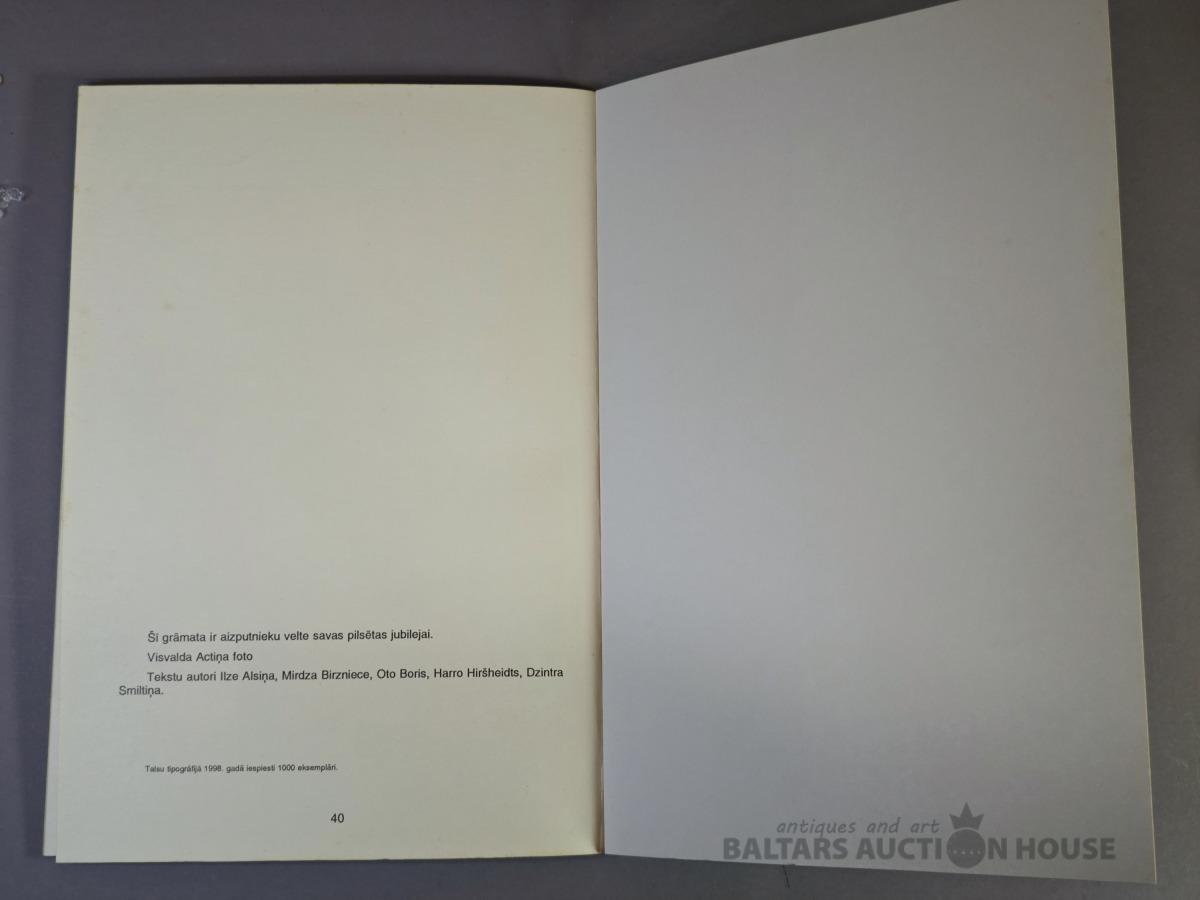 Šī grāmata ir aizputnieku velte savas pilsētas jubilejai.
Visvalda Actiņa foto
Tekstu autori Ilze Alsiņa, Mirdza Birzniece, Oto Boris, Harro Hiršheidts, Dzintra
Smiltiņa.
Talsu tipogrāfijā 1998. gadā iespiesti 1000 eksemplāri.
40
antiques and art
BALTARS AUCTION HOUSE